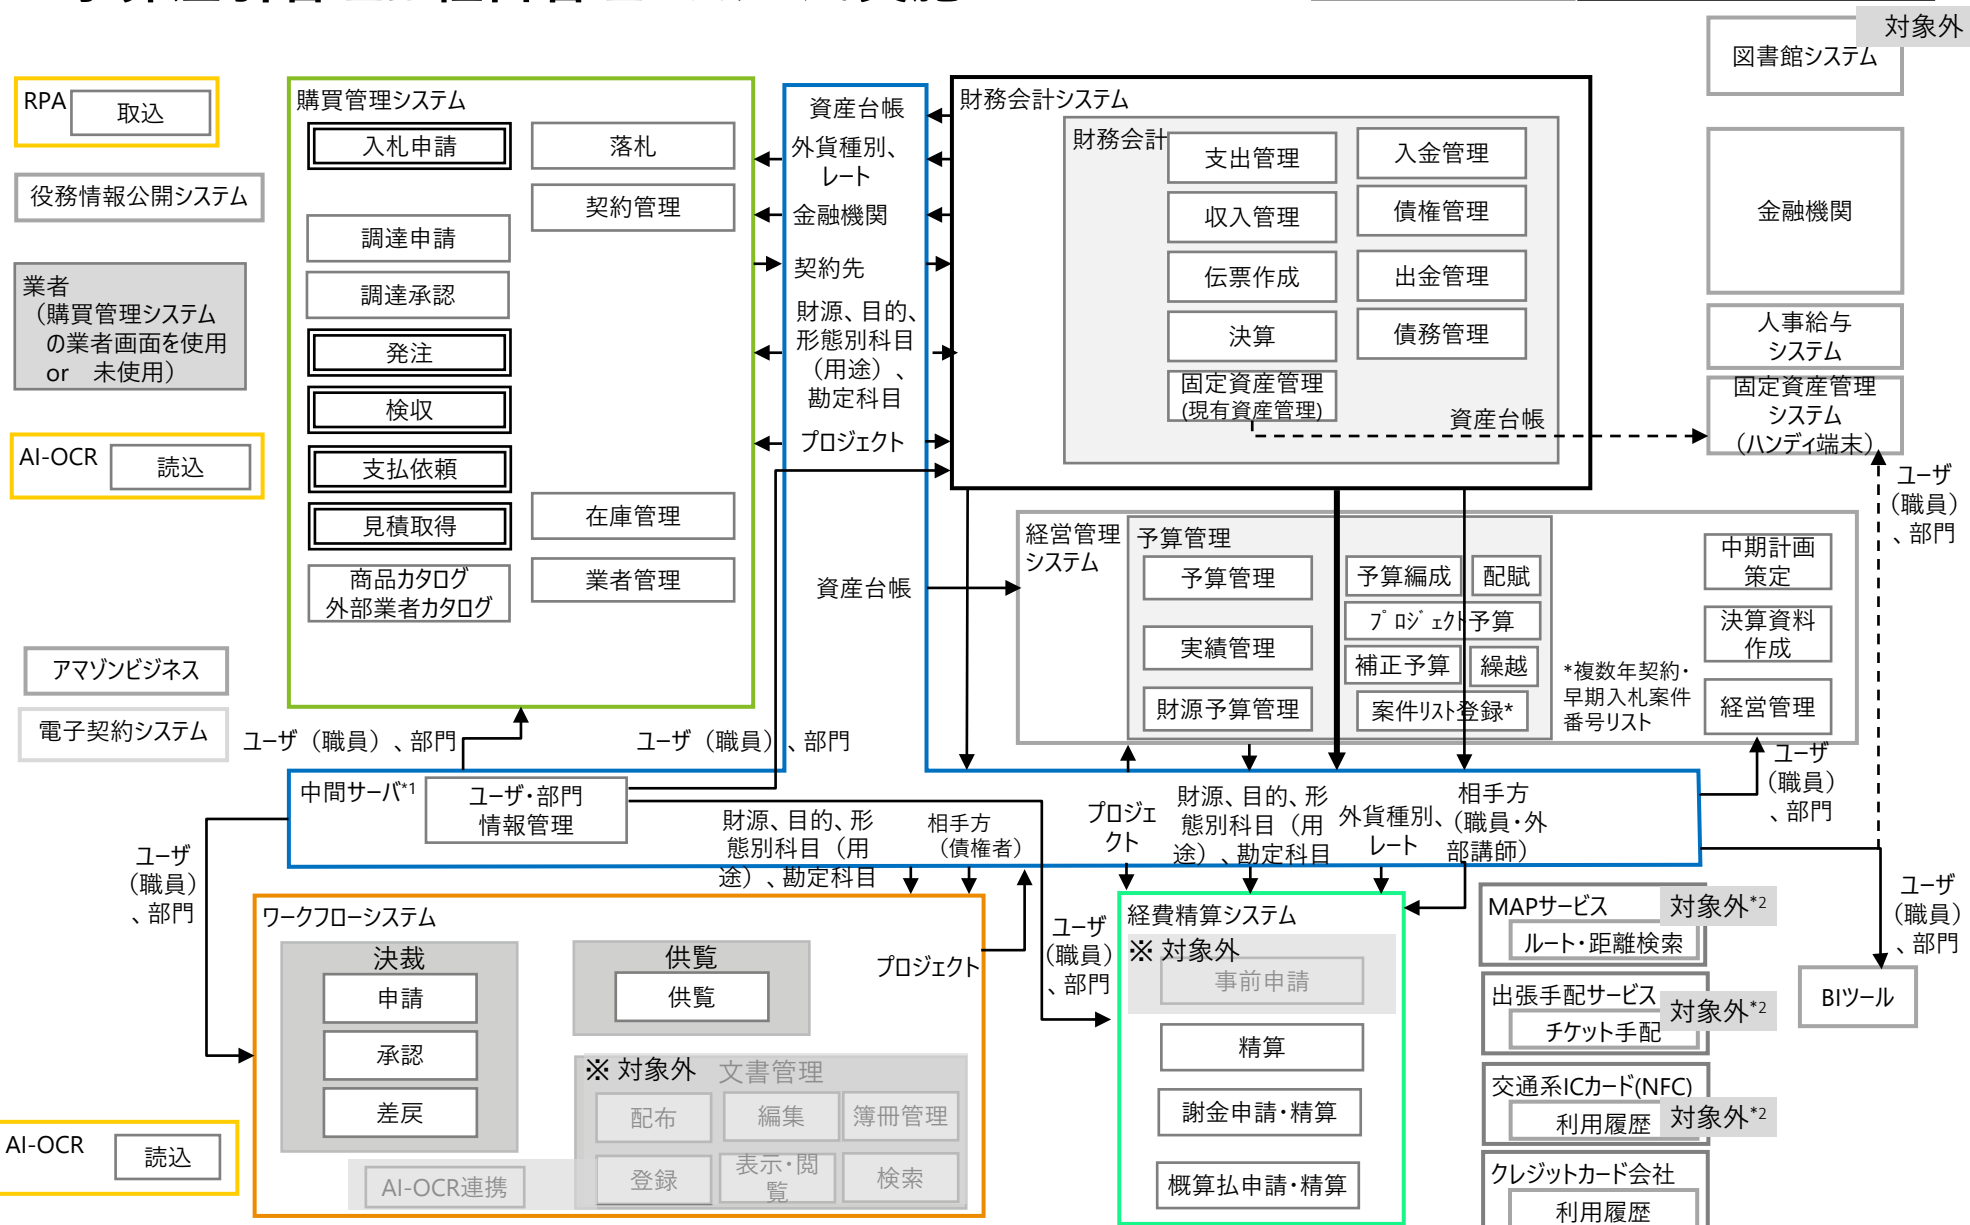 対象外
図書館システム
RPA
取込
役務情報公開システム
業者
（購買管理システム
の業者画面を使用
or 未使用）
AI-OCR
読込
アマゾンビジネス
電子契約システム
購買管理システム
入札申請
落札
契約管理
調達申請
調達承認
発注
検収
支払依頼
見積取得
在庫管理
商品カタログ
外部業者カタログ
業者管理
資産台帳
外貨種別、
レート
金融機関
契約先
財源、目的、
形態別科目
（用途）、
勘定科目
プロジェクト
資産台帳
財務会計システム
財務会計
支出管理
入金管理
収入管理
債権管理
伝票作成
出金管理
決算
債務管理
固定資産管理
(現有資産管理)
資産台帳
金融機関
人事給与
システム
固定資産管理
システム
（ハンディ端末）
ユーザ
（職員）
、部門
経営管理
システム
予算管理
予算管理
予算編成
配賦
プロジェクト予算
実績管理
補正予算
繰越
財源予算管理
案件リスト登録*
*複数年契約・
早期入札案件
番号リスト
中期計画
策定
決算資料
作成
経営管理
ユーザ（職員）、部門
ユーザ（職員）、部門
ユーザ
（職員）
、部門
中間サーバ*1
ユーザ・部門
情報管理
財源、目的、形
態別科目（用
途）、勘定科目
相手方
（債権者）
プロジェ
クト
財源、目的、形
態別科目（用
途）、勘定科目
外貨種別、
レート
相手方
（職員・外
部講師）
ユーザ
（職員）
、部門
ワークフローシステム
決裁
申請
承認
差戻
供覧
供覧
プロジェクト
※ 対象外
文書管理
配布
編集
簿冊管理
登録
表示・閲
覧
検索
AI-OCR連携
AI-OCR
読込
ユーザ
（職員）
、部門
経費精算システム
※ 対象外
事前申請
精算
謝金申請・精算
概算払申請・精算
MAPサービス
対象外*2
ルート・距離検索
出張手配サービス
対象外*2
チケット手配
交通系ICカード(NFC)
対象外*2
利用履歴
クレジットカード会社
利用履歴
ユーザ
（職員）
、部門
BIツール